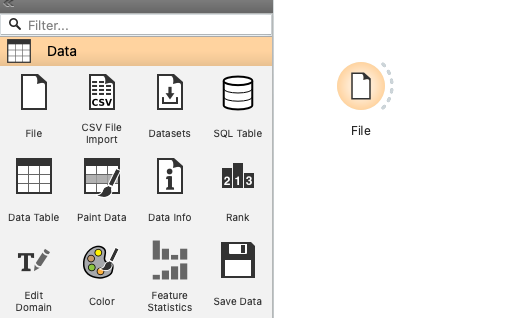 Filter...
Data
File
CSV File
Import
Datasets
SQL Table
CSV
Data Table
Paint Data
Data Info
Rank
2 1 3
Edit
Domain
Color
Feature
Statistics
Save Data
File